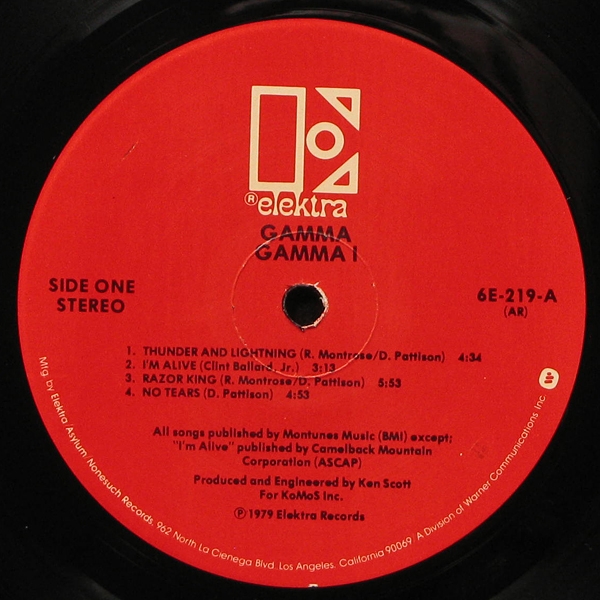 ® elektra
GAMMA
GAMMA I
SIDE ONE
STEREO
6E-219-A
(AR)
1. THUNDER AND LIGHTNING (R. Montrose/D. Pattison) 4:34
2. I'M ALIVE (Clint Ballard, Jr.) 3:13
3. RAZOR KING (R. Montrose/D. Pattison) 5:53
4. NO TEARS (D. Pattison) 4:53
All songs published by Montunes Music (BMI) except;
"I'm Alive" published by Camelback Mountain
Corporation (ASCAP)
Produced and Engineered by Ken Scott
For KoMoS Inc.
℗ 1979 Elektra Records
Mfg. by Elektra/Asylum/Nonesuch Records, 962 North La Cienega Blvd. Los Angeles, California 90069. A Division of Warner Communications Inc.